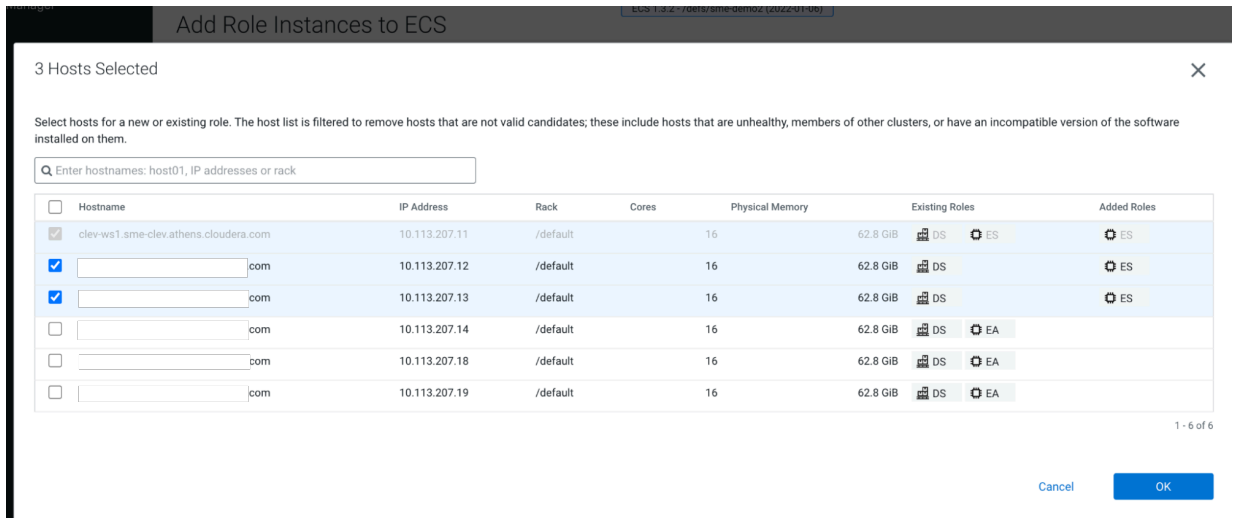 Manager
Add Role Instances to ECS
ECS 1.3.2 - /oers/sme-demo2 (2022-01-06)
3 Hosts Selected
Select hosts for a new or existing role. The host list is filtered to remove hosts that are not valid candidates; these include hosts that are unhealthy, members of other clusters, or have an incompatible version of the software
installed on them.
Enter hostnames: host01, IP addresses or rack
Hostname IP Address Rack Cores Physical Memory Existing Roles Added Roles
clev-ws1.sme-clev.athens.cloudera.com 10.113.207.11 /default 16 62.8 GiB DS ES ES
com 10.113.207.12 /default 16 62.8 GiB DS ES
com 10.113.207.13 /default 16 62.8 GiB DS ES
com 10.113.207.14 /default 16 62.8 GiB DS EA
com 10.113.207.18 /default 16 62.8 GiB DS EA
com 10.113.207.19 /default 16 62.8 GiB DS EA
1 - 6 of 6
Cancel OK